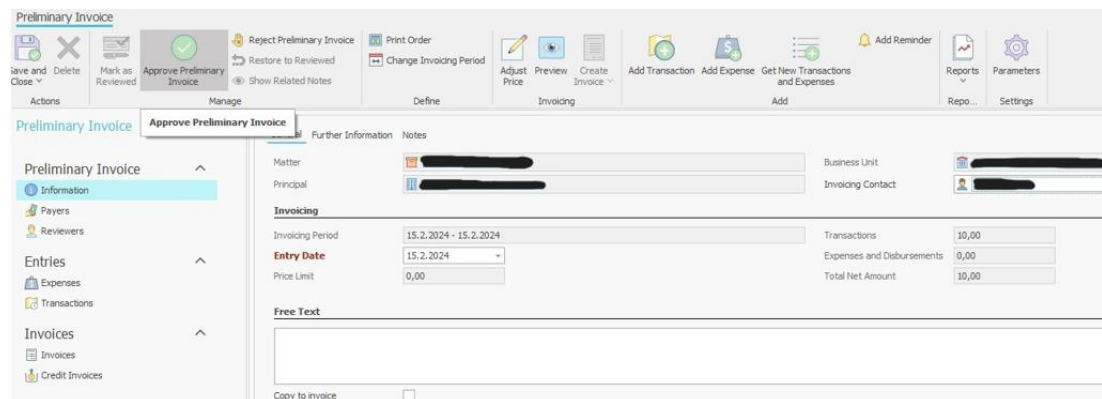 Preliminary Invoice
Save and Close
Delete
Mark as Reviewed
Approve Preliminary Invoice
Reject Preliminary Invoice
Restore to Reviewed
Show Related Notes
Print Order
Change Invoicing Period
Adjust Price
Preview
Create Invoice
Add Transaction
Add Expense
Get New Transactions and Expenses
Add Reminder
Reports
Parameters
Actions
Manage
Define
Invoicing
Add
Repo...
Settings
Approve Preliminary Invoice
Preliminary Invoice
Preliminary Invoice
Information
Payers
Reviewers
Entries
Expenses
Transactions
Invoices
Invoices
Credit Invoices
General Further Information Notes
Matter
Business Unit
Principal
Invoicing Contact
Invoicing
Invoicing Period 15.2.2024 - 15.2.2024 Transactions 10,00
Entry Date 15.2.2024 Expenses and Disbursements 0,00
Price Limit 0,00 Total Net Amount 10,00
Free Text
Copy to invoice